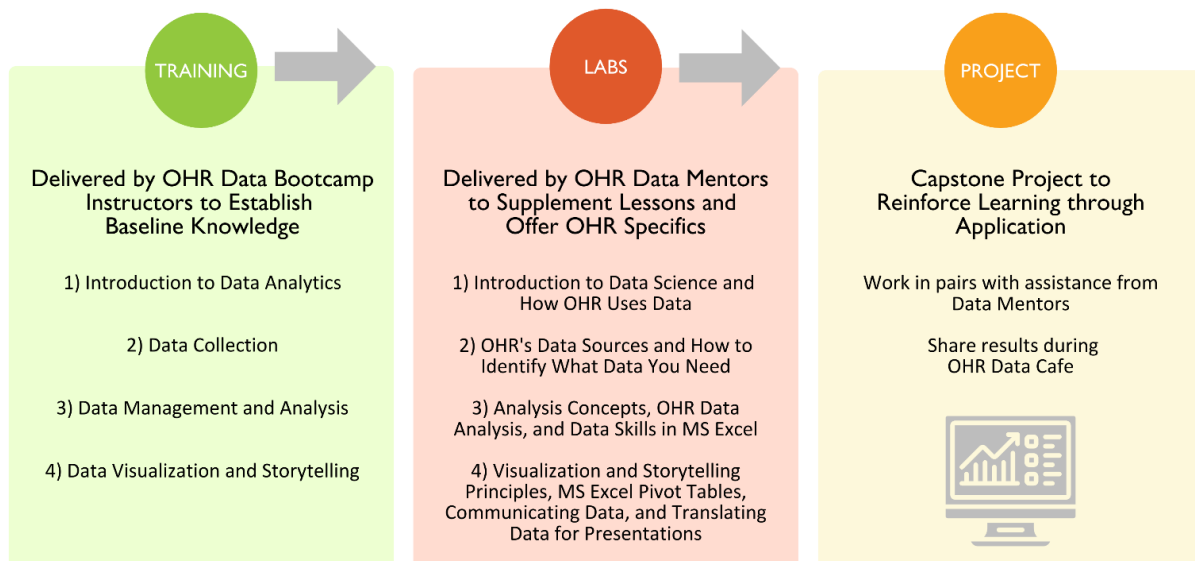 TRAINING
Delivered by OHR Data Bootcamp
Instructors to Establish
Baseline Knowledge
1) Introduction to Data Analytics
2) Data Collection
3) Data Management and Analysis
4) Data Visualization and Storytelling
LABS
Delivered by OHR Data Mentors
to Supplement Lessons and
Offer OHR Specifics
1) Introduction to Data Science and
How OHR Uses Data
2) OHR's Data Sources and How to
Identify What Data You Need
3) Analysis Concepts, OHR Data
Analysis, and Data Skills in MS Excel
4) Visualization and Storytelling
Principles, MS Excel Pivot Tables,
Communicating Data, and Translating
Data for Presentations
PROJECT
Capstone Project to
Reinforce Learning through
Application
Work in pairs with assistance from
Data Mentors
Share results during
OHR Data Cafe